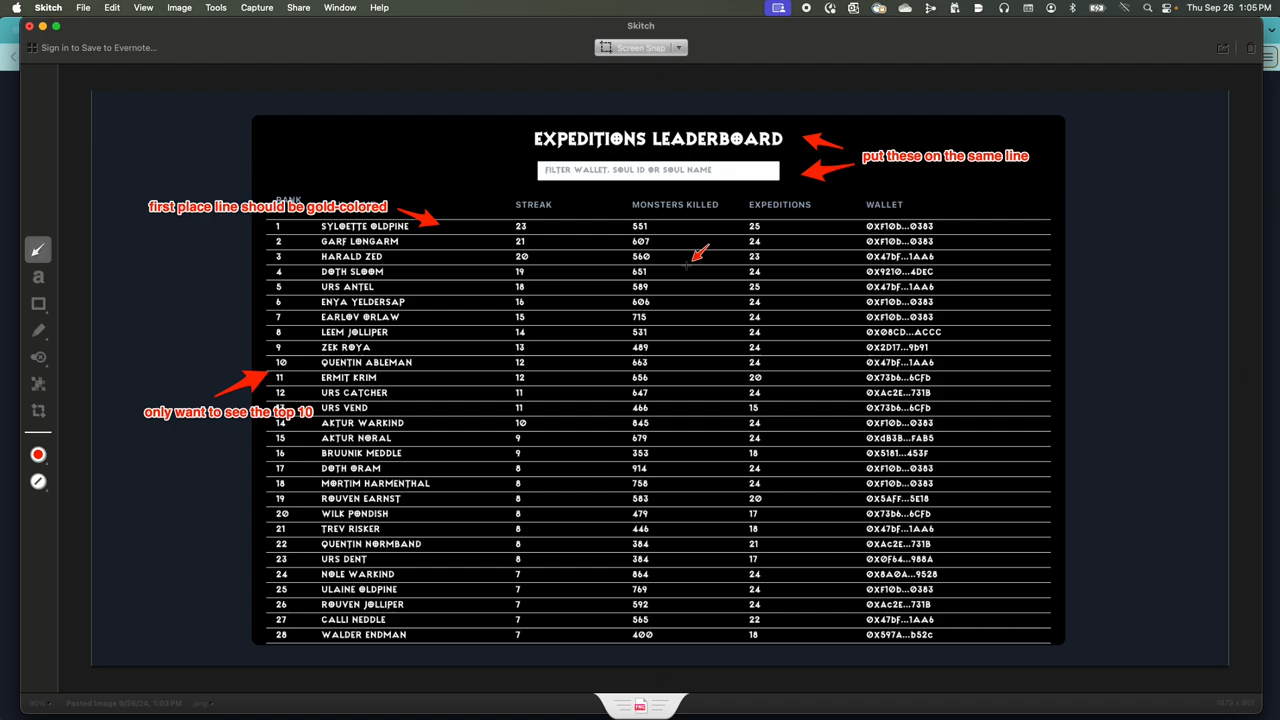 Skitch File Edit View Image Tools Capture Share Window Help Thu Sep 26 1:05 PM
Skitch
Sign in to Save to Evernote...
Screen Snap
EXPEDITIONS LEADERBOARD
put these on the same line
FILTER WALLET, SOUL ID OR SOUL NAME
RANK STREAK MONSTERS KILLED EXPEDITIONS WALLET
first place line should be gold-colored
1 SYLOETTE OLDPINE 23 551 25 0XF10b...0383
2 GARF LONGARM 21 607 24 0XF10b...0383
3 HARALD ZED 20 560 23 0X47bF...1AA6
4 DOTH SLOOM 19 651 24 0X9210...4DEC
5 URS ANTEL 18 589 25 0X47bF...1AA6
6 ENYA YELDERSAP 16 606 24 0XF10b...0383
7 EARLOV ORLAW 15 715 24 0XF10b...0383
8 LEEM JOLLIPER 14 531 24 0X08CD...ACCC
9 ZEK ROYA 13 489 24 0X2D17...9b91
10 QUENTIN ABLEMAN 12 663 24 0X47bF...1AA6
11 ERMIT KRIM 12 656 20 0X73b6...6CFD
12 URS CATCHER 11 647 24 0XAc2E...731B
only want to see the top 10
13 URS VEND 11 466 15 0X73b6...6CFD
14 AKTUR WARKIND 10 845 24 0XF10b...0383
15 AKTUR NORAL 9 679 24 0XdB3B...FAB5
16 BRUUNIK MEDDLE 9 353 18 0X5181...453F
17 DOTH ORAM 8 914 24 0XF10b...0383
18 MORTIM HARMENTHAL 8 758 24 0XF10b...0383
19 ROUVEN EARNST 8 583 20 0X5AFF...5E18
20 WILK PONDISH 8 479 17 0X73b6...6CFD
21 TREV RISKER 8 446 18 0X47bF...1AA6
22 QUENTIN NORMBAND 8 384 21 0XAc2E...731B
23 URS DENT 8 384 17 0X0F64...988A
24 NOLE WARKIND 7 864 24 0X8A0A...9528
25 ULAINE OLDPINE 7 769 24 0XF10b...0383
26 ROUVEN JOLLIPER 7 592 24 0XAc2E...731B
27 CALLI NEDDLE 7 565 22 0X47bF...1AA6
28 WALDER ENDMAN 7 400 18 0X597A...b52c
90% Posted Image 9/26/24, 1:03 PM .png PNG